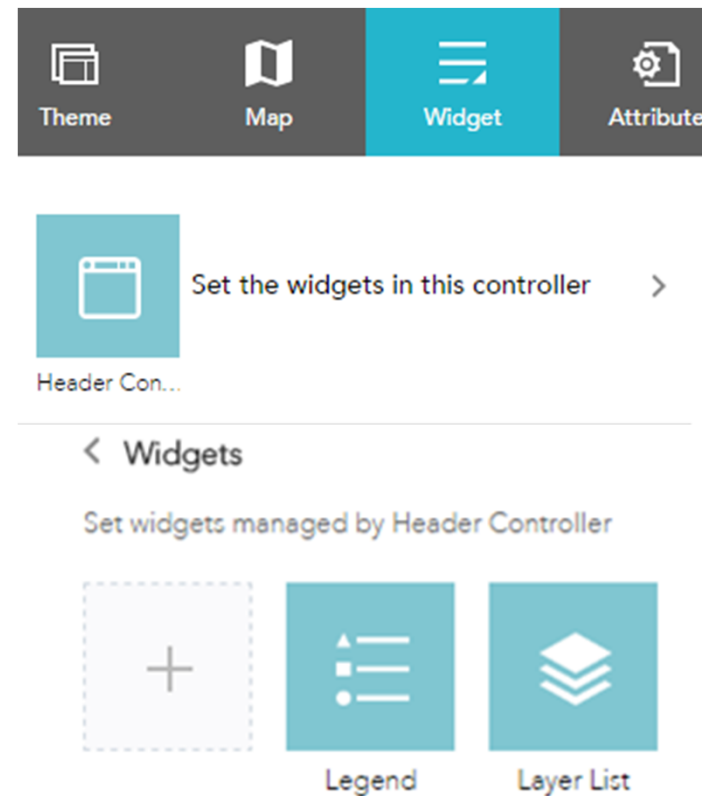 Theme Map Widget Attribute
Set the widgets in this controller
Header Con...
Widgets
Set widgets managed by Header Controller
Legend Layer List